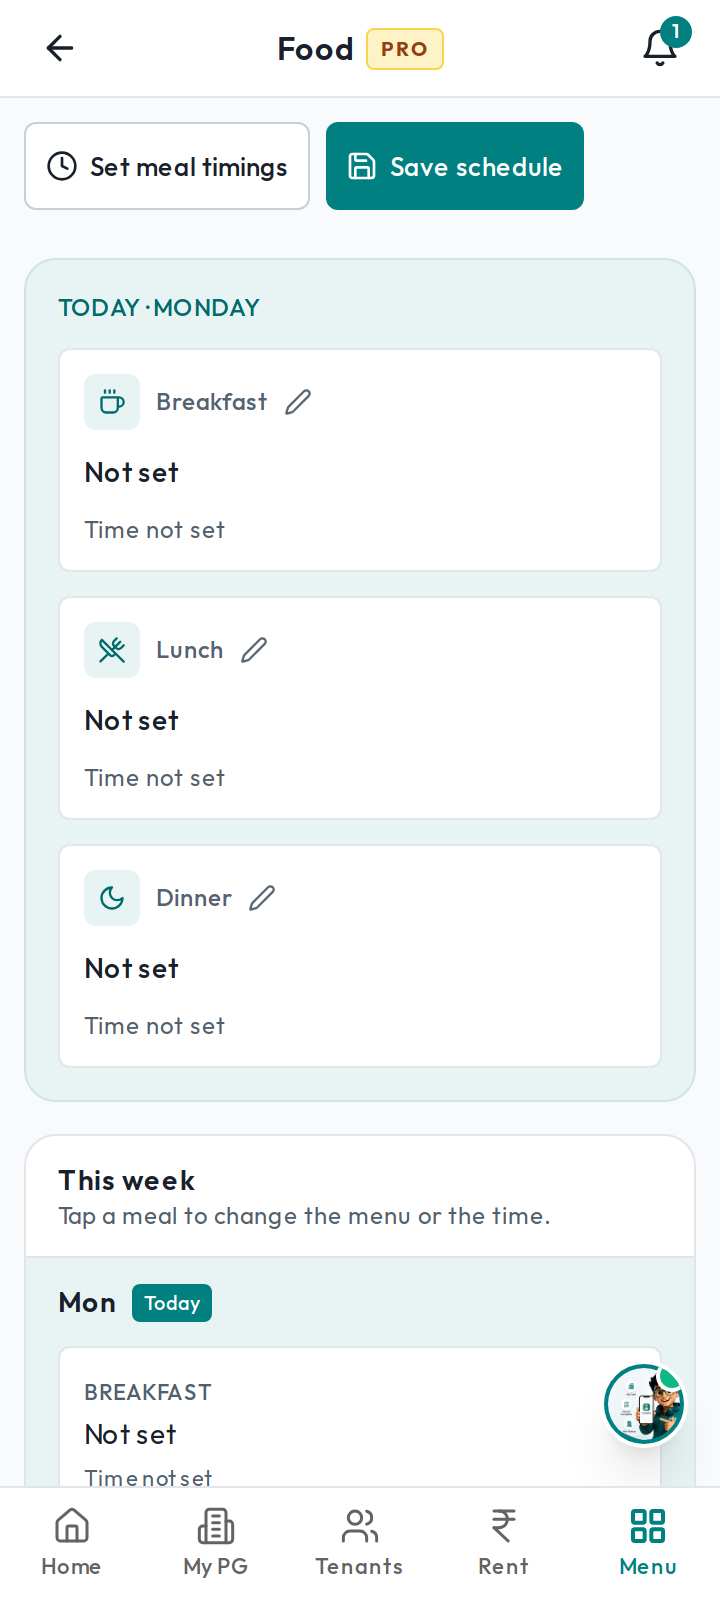 Food PRO
1
Set meal timings
Save schedule
TODAY · MONDAY
Breakfast
Not set
Time not set
Lunch
Not set
Time not set
Dinner
Not set
Time not set
This week
Tap a meal to change the menu or the time.
Mon Today
BREAKFAST
Not set
Time not set
Home My PG Tenants Rent Menu